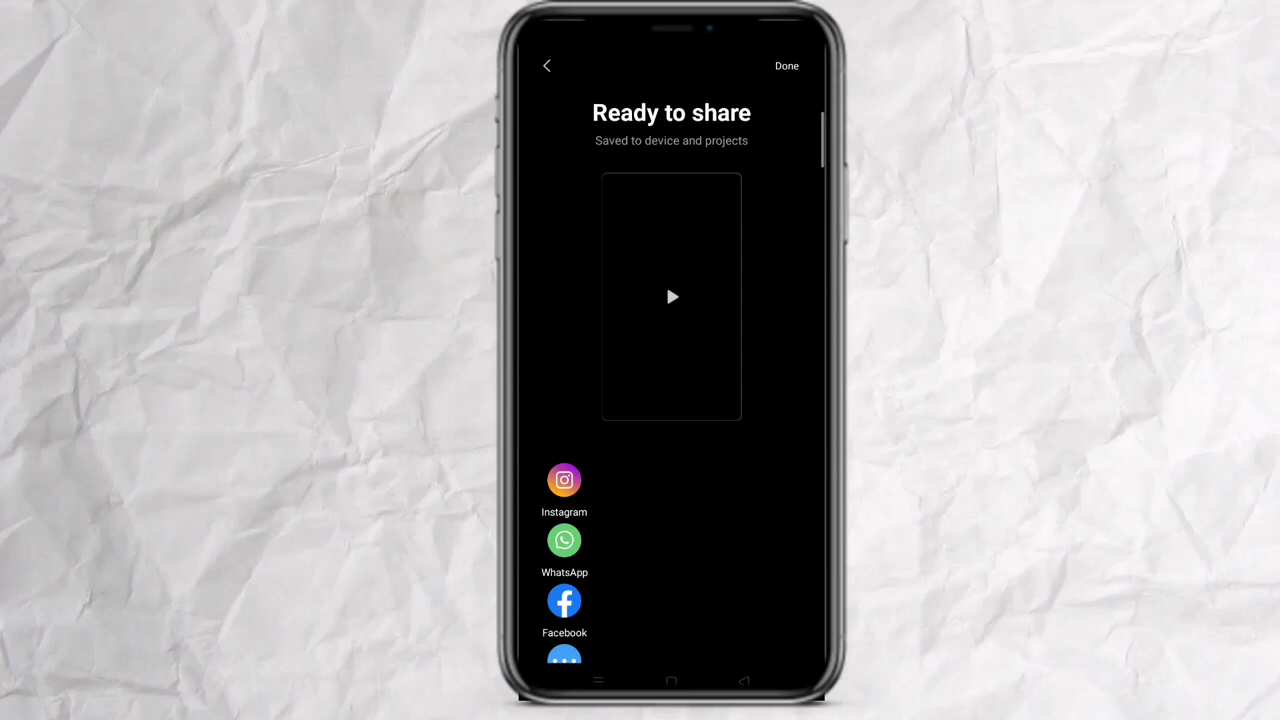 Done
Ready to share
Saved to device and projects
Instagram
WhatsApp
Facebook